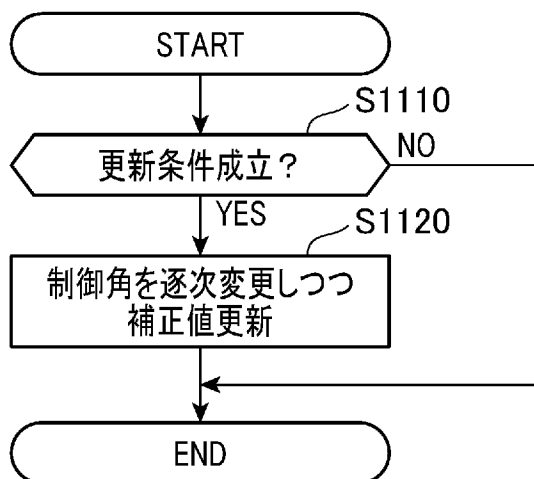 START
S1110
更新条件成立？
NO
YES
S1120
制御角を逐次変更しつつ
補正値更新
END